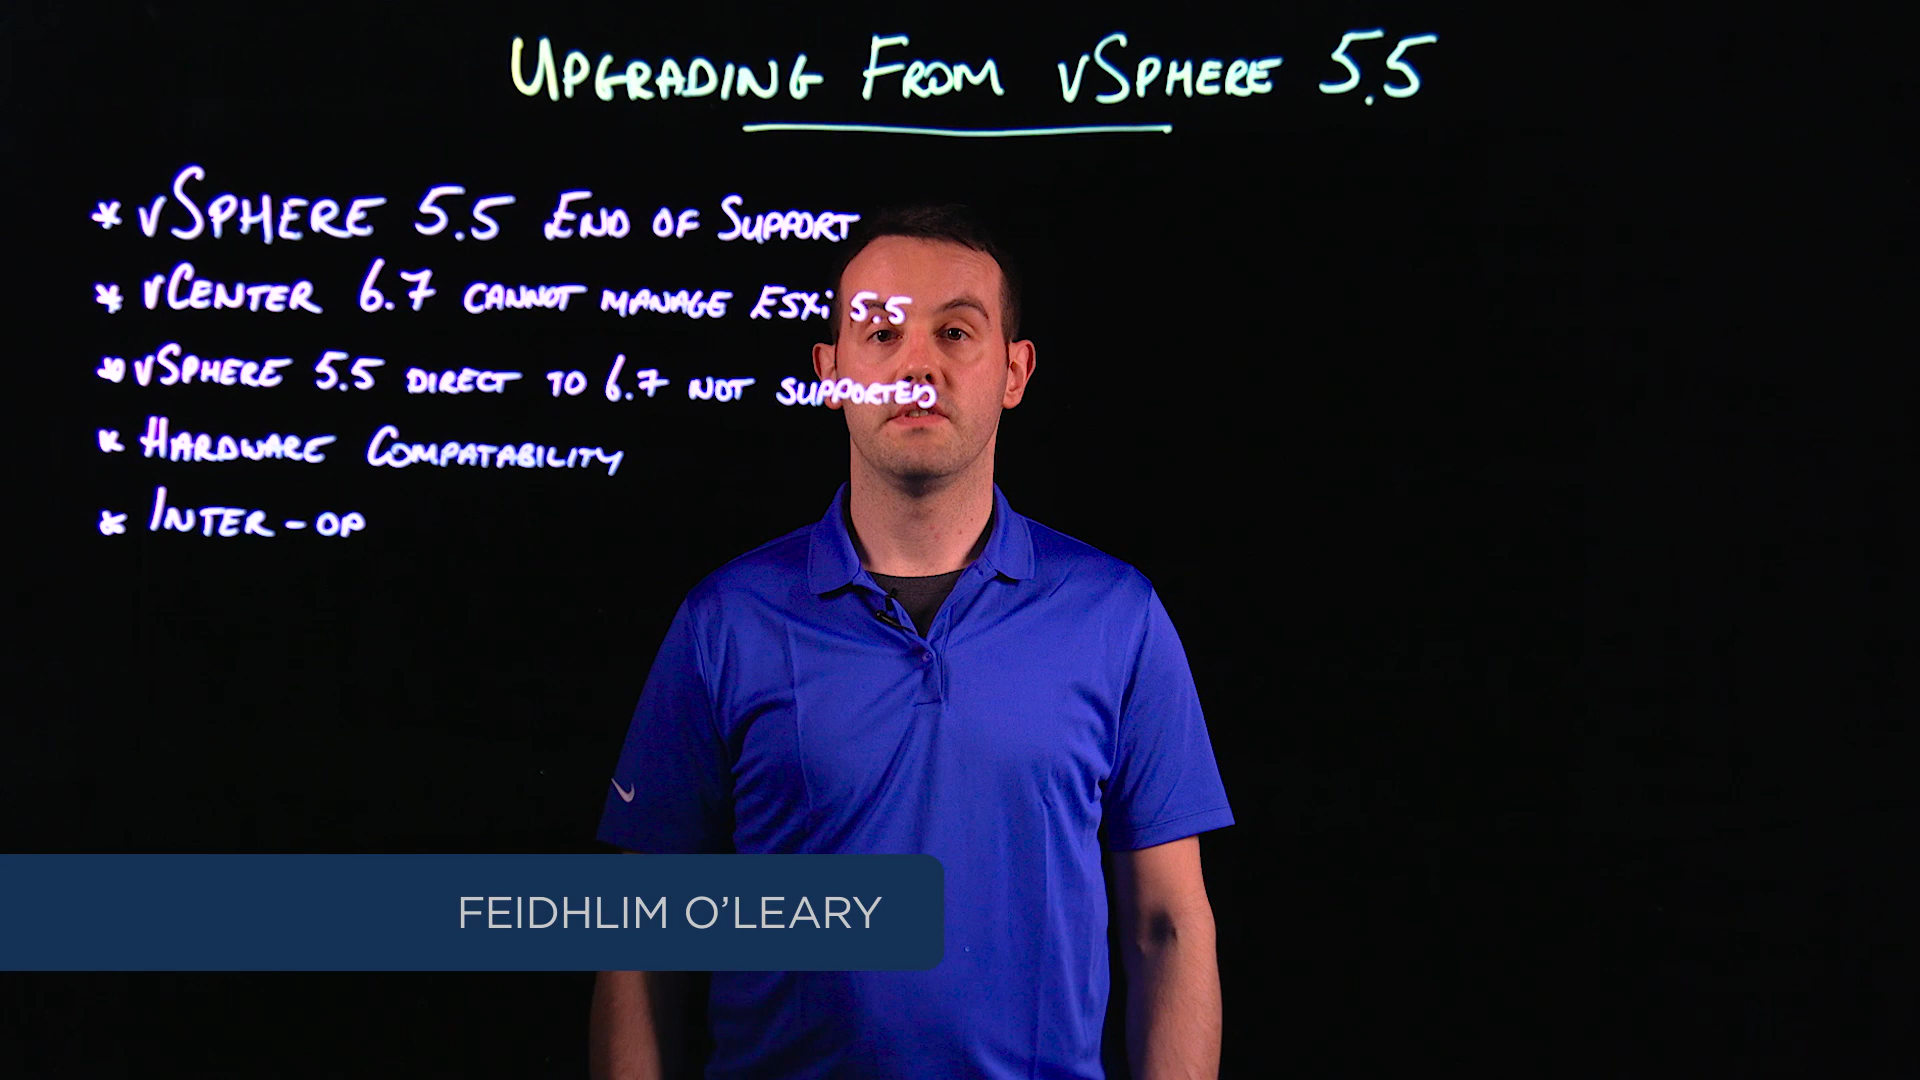 UPGRADING FROM vSPHERE 5.5
* vSPHERE 5.5 END OF SUPPORT
* vCENTER 6.7 CANNOT MANAGE ESXi 5.5
* vSPHERE 5.5 DIRECT TO 6.7 NOT SUPPORTED
* HARDWARE COMPATABILITY
* INTER-OP
FEIDHLIM O’LEARY